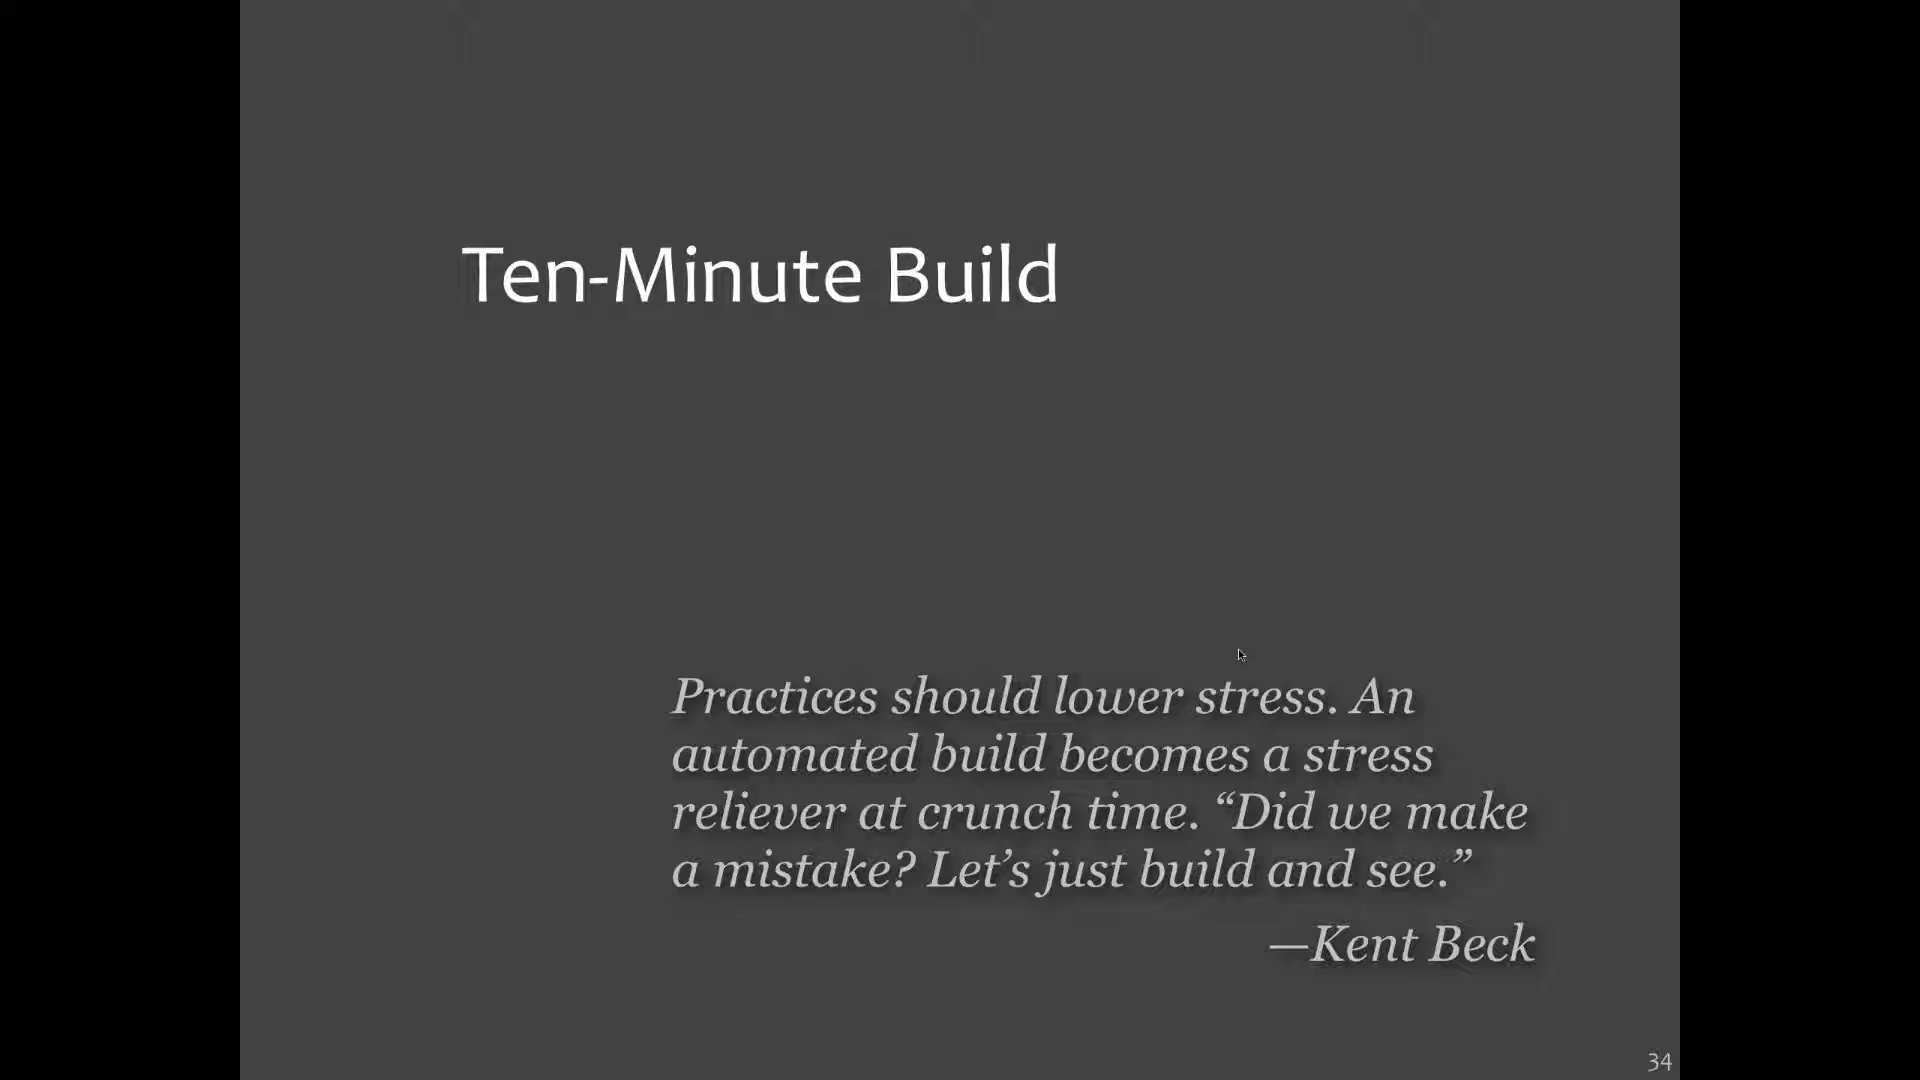 Ten-Minute Build
Practices should lower stress. An
automated build becomes a stress
reliever at crunch time. “Did we make
a mistake? Let’s just build and see.”
—Kent Beck
34